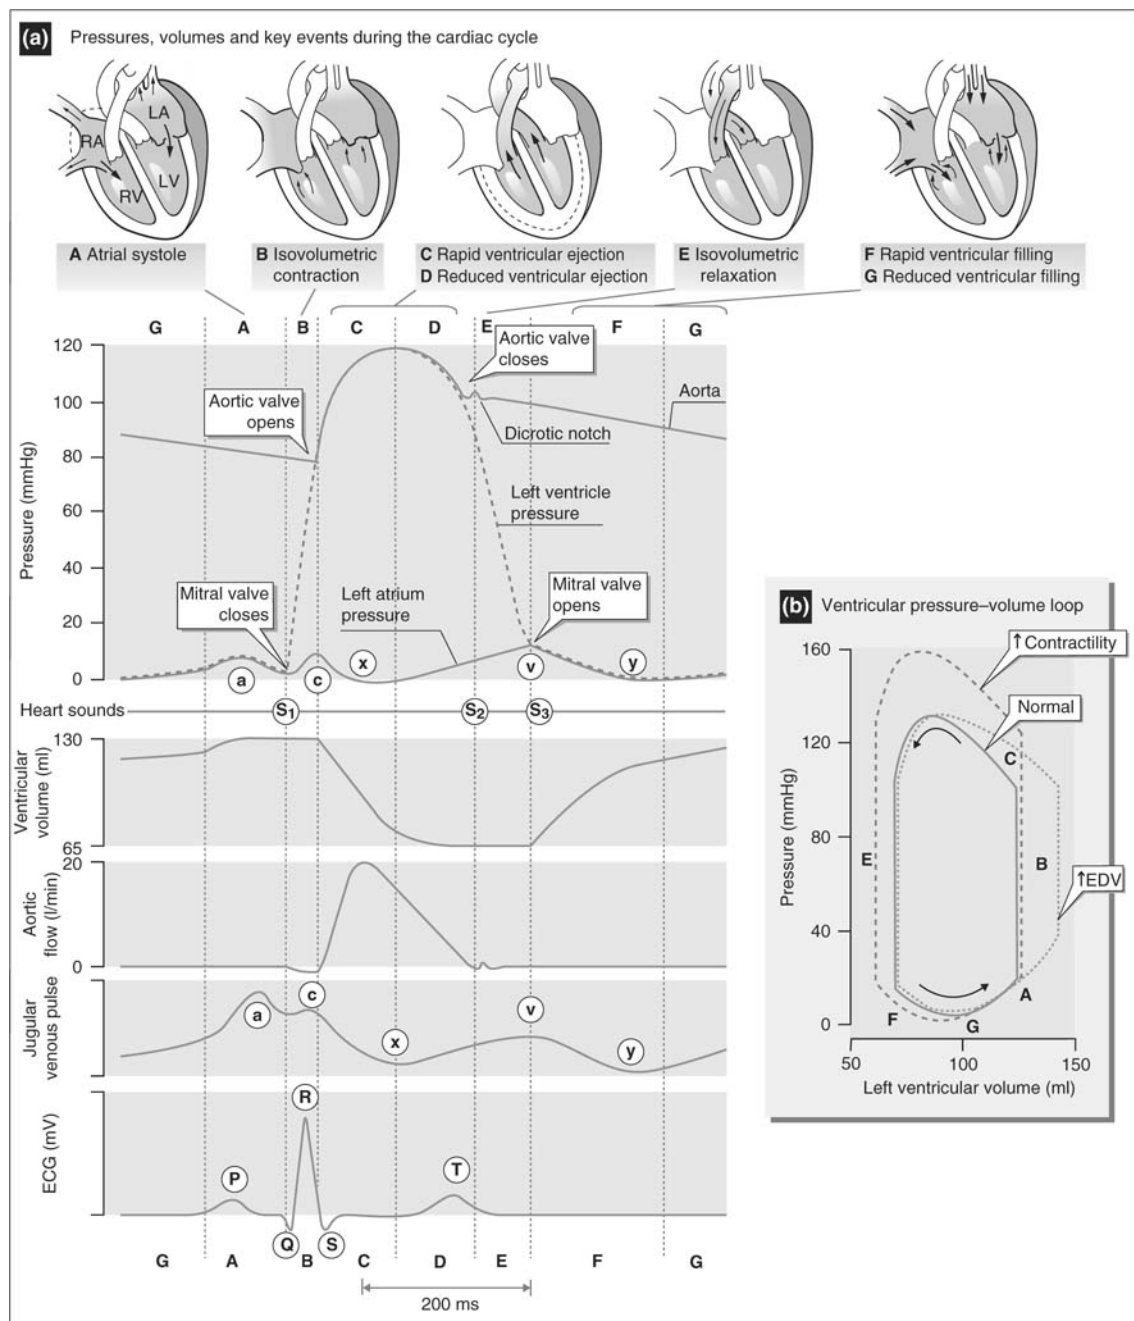 (a) Pressures, volumes and key events during the cardiac cycle
LA
RA
LV
RV
A Atrial systole
B Isovolumetric
contraction
C Rapid ventricular ejection
D Reduced ventricular ejection
E Isovolumetric
relaxation
F Rapid ventricular filling
G Reduced ventricular filling
G A B C D E F G
Pressure (mmHg)
120
100
80
60
40
20
0
Aortic valve
closes
Aortic valve
opens
Aorta
Dicrotic notch
Left ventricle
pressure
Mitral valve
closes
Left atrium
pressure
Mitral valve
opens
a c x v y
Heart sounds S1 S2 S3
Ventricular
volume (ml)
130
65
Aortic
flow (l/min)
20
0
Jugular
venous pulse
a c x v y
ECG (mV)
P R T
Q S
G A B C D E F G
200 ms
(b) Ventricular pressure–volume loop
Pressure (mmHg)
160
120
80
40
0
↑Contractility
Normal
C
E
B
↑EDV
A
F
G
50 100 150
Left ventricular volume (ml)